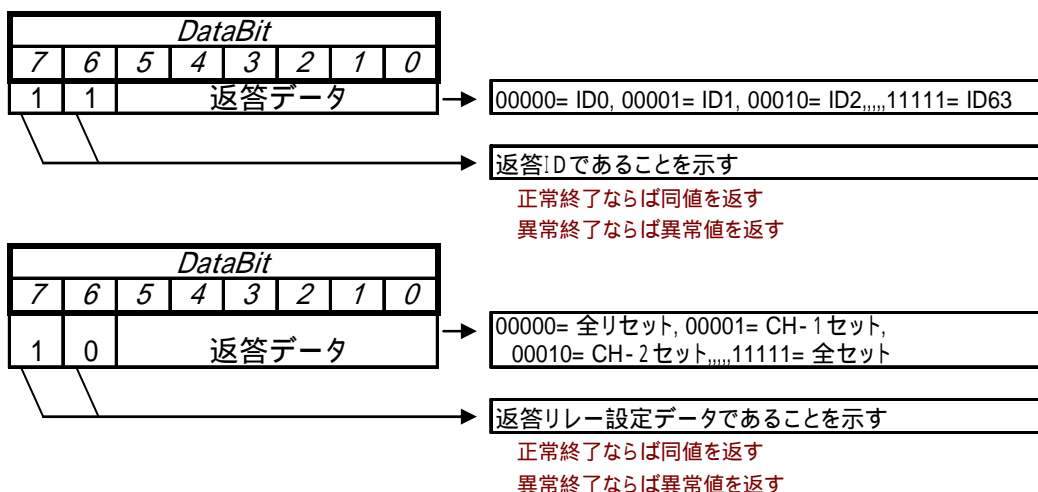 DataBit
7 6 5 4 3 2 1 0
1 1 返答データ
00000= ID0, 00001= ID1, 00010= ID2,,,,,11111= ID63
返答IDであることを示す
正常終了ならば同値を返す
異常終了ならば異常値を返す
DataBit
7 6 5 4 3 2 1 0
1 0 返答データ
00000= 全リセット, 00001= CH-1セット,
00010= CH-2セット,,,,,11111= 全セット
返答リレー設定データであることを示す
正常終了ならば同値を返す
異常終了ならば異常値を返す